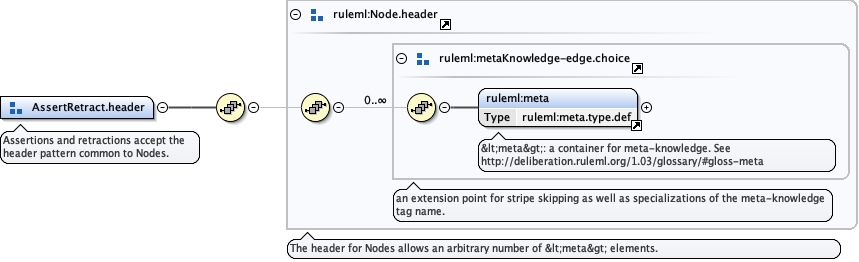 ruleml:Node.header
ruleml:metaKnowledge-edge.choice
AssertRetract.header
0..∞
ruleml:meta
Type ruleml:meta.type.def
Assertions and retractions accept the
header pattern common to Nodes.
&lt;meta&gt;: a container for meta-knowledge. See
http://deliberation.ruleml.org/1.03/glossary/#gloss-meta
an extension point for stripe skipping as well as specializations of the meta-knowledge
tag name.
The header for Nodes allows an arbitrary number of &lt;meta&gt; elements.